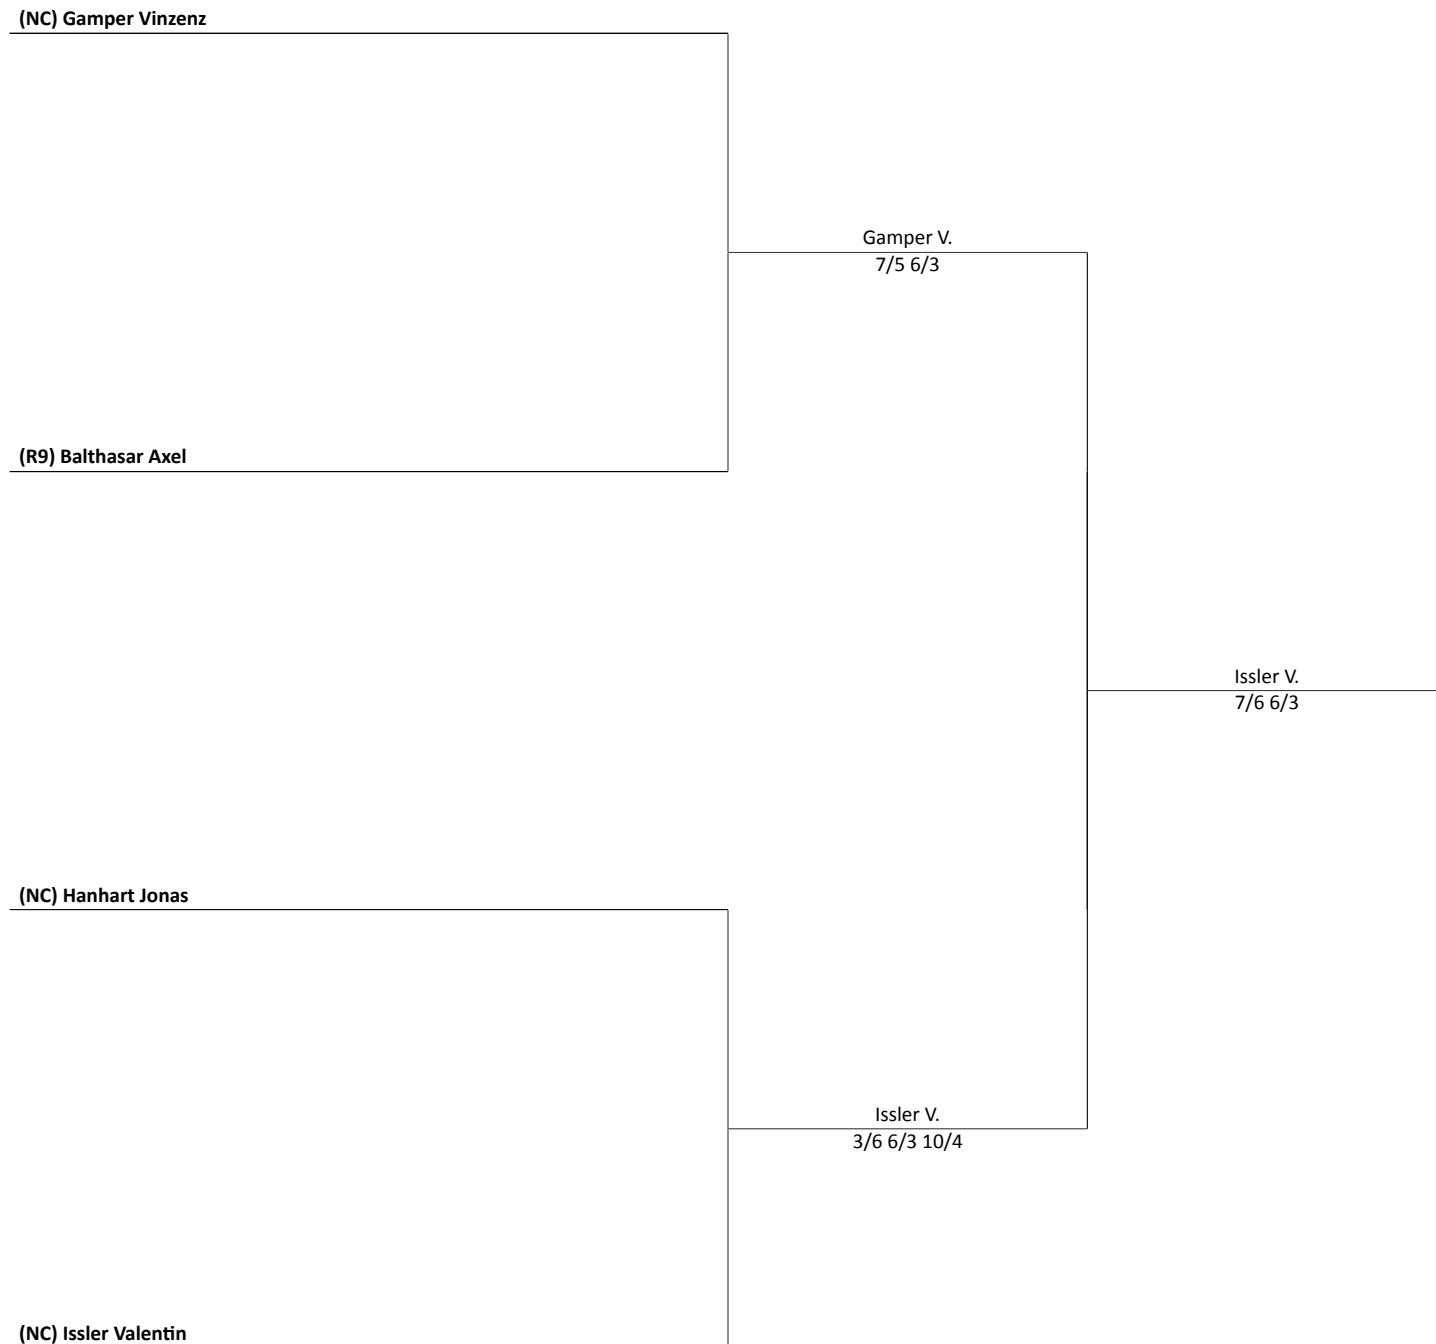 (NC) Gamper Vinzenz
Gamper V.
7/5 6/3
(R9) Balthasar Axel
Issler V.
7/6 6/3
(NC) Hanhart Jonas
Issler V.
3/6 6/3 10/4
(NC) Issler Valentin